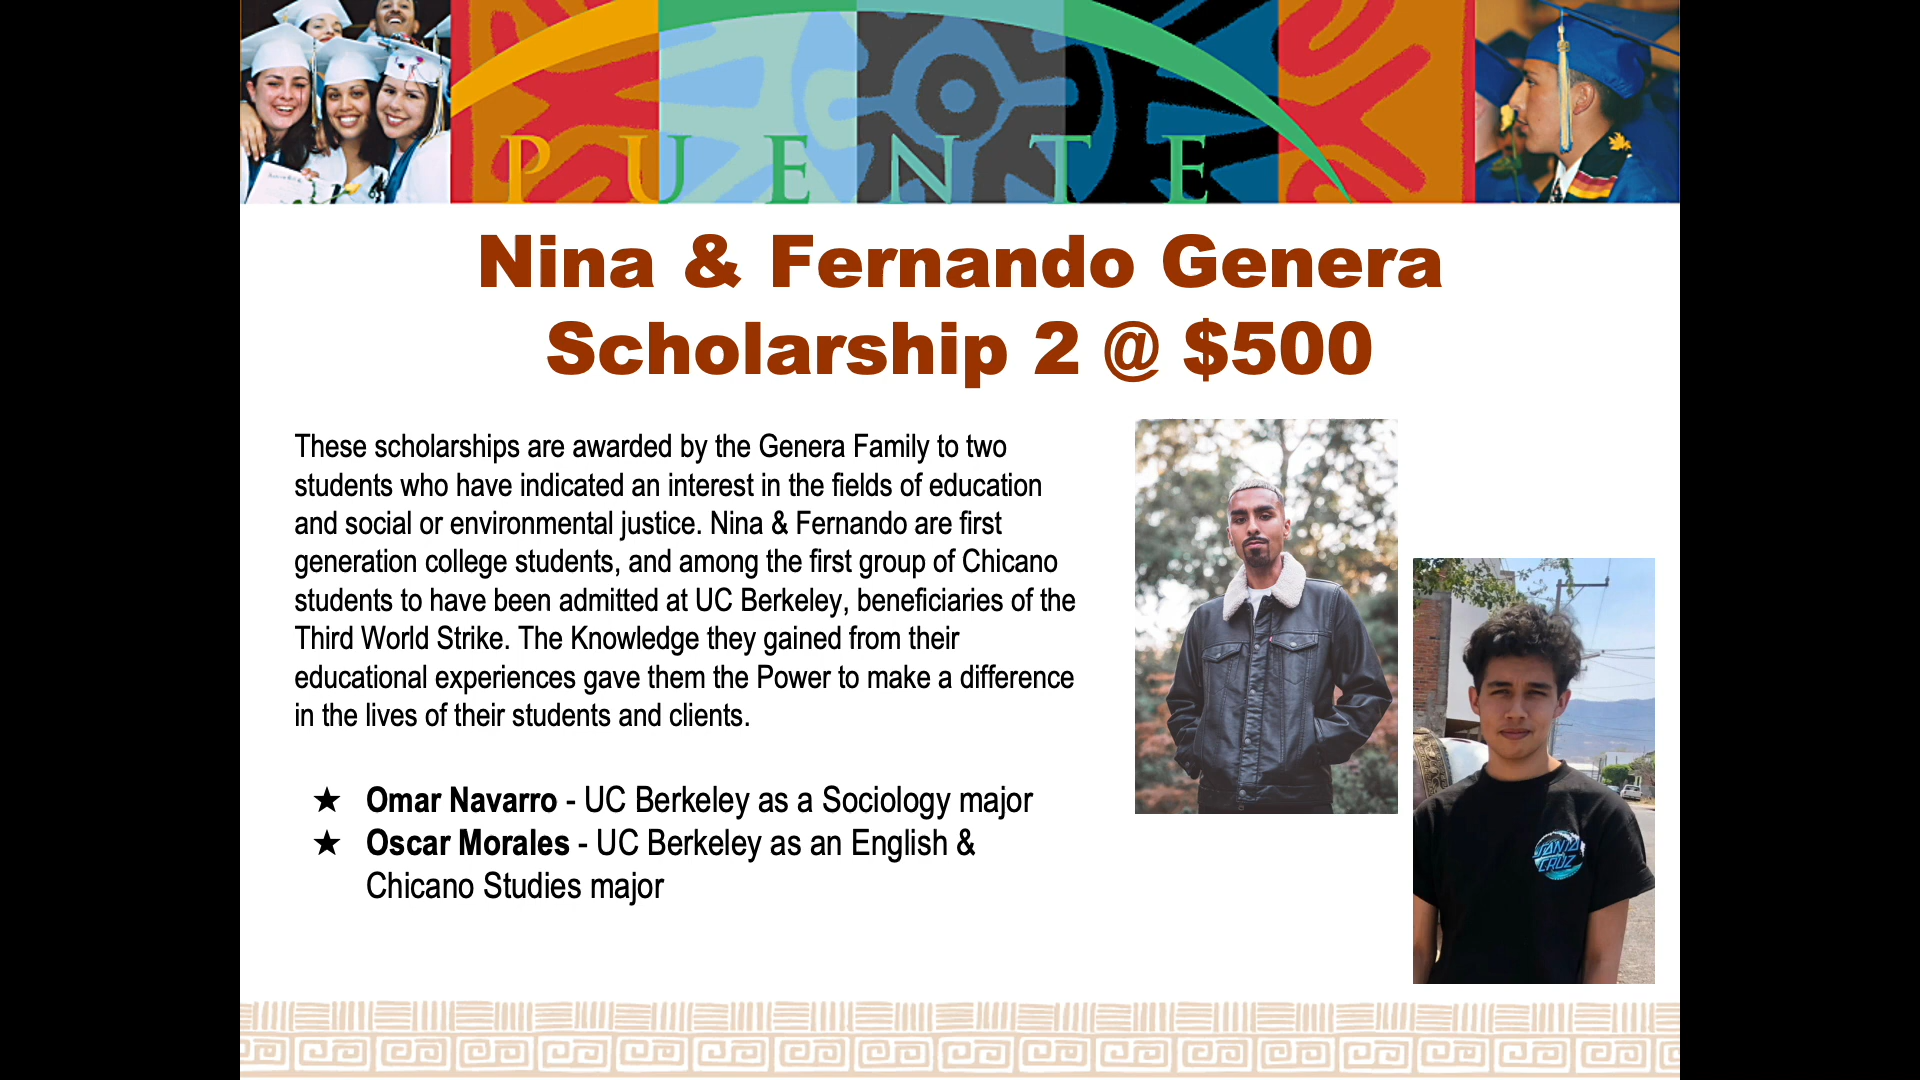 PUENTE
Nina & Fernando Genera
Scholarship 2 @ $500
These scholarships are awarded by the Genera Family to two
students who have indicated an interest in the fields of education
and social or environmental justice. Nina & Fernando are first
generation college students, and among the first group of Chicano
students to have been admitted at UC Berkeley, beneficiaries of the
Third World Strike. The Knowledge they gained from their
educational experiences gave them the Power to make a difference
in the lives of their students and clients.
★ Omar Navarro - UC Berkeley as a Sociology major
★ Oscar Morales - UC Berkeley as an English &
Chicano Studies major
SANTA
CRUZ